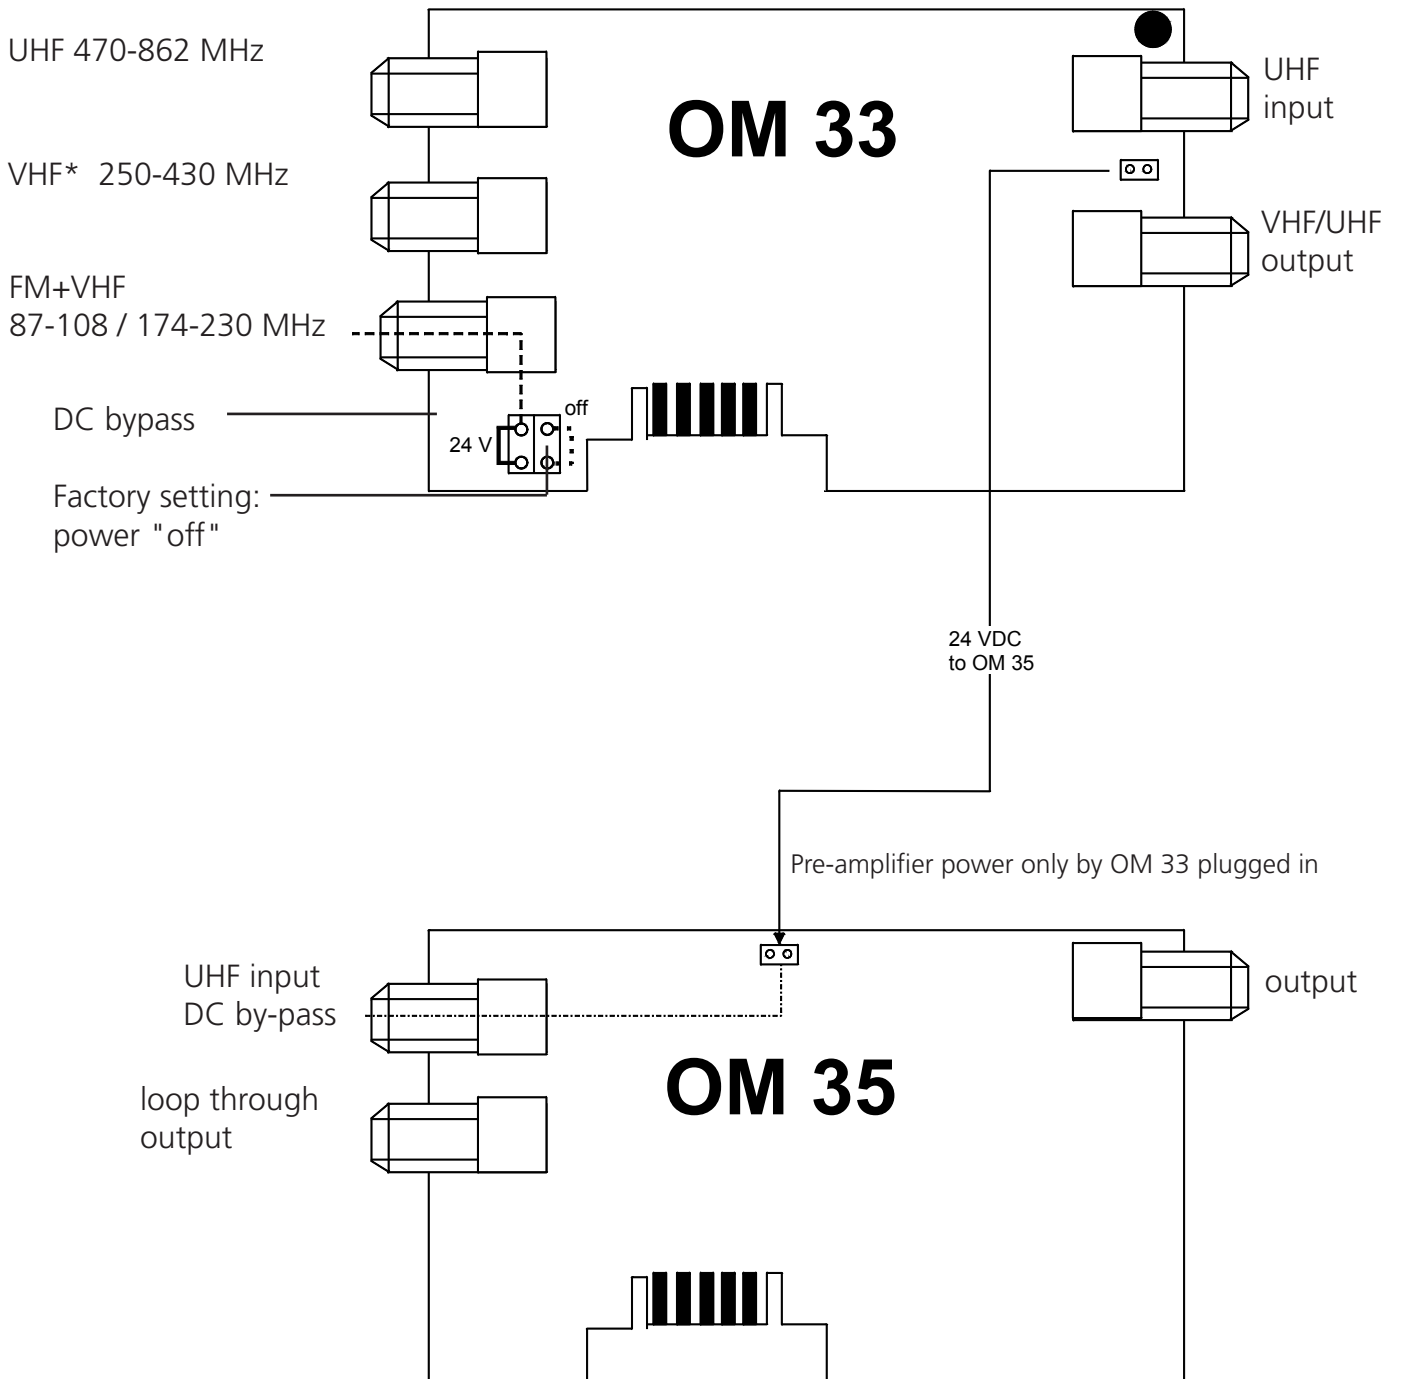 UHF 470-862 MHz
OM 33
UHF
input
VHF*  250-430 MHz
VHF/UHF
output
FM+VHF
87-108 / 174-230 MHz
DC bypass
off
24 V
Factory setting:
power "off"
24 VDC
to OM 35
Pre-amplifier power only by OM 33 plugged in
UHF input
DC by-pass
output
OM 35
loop through
output